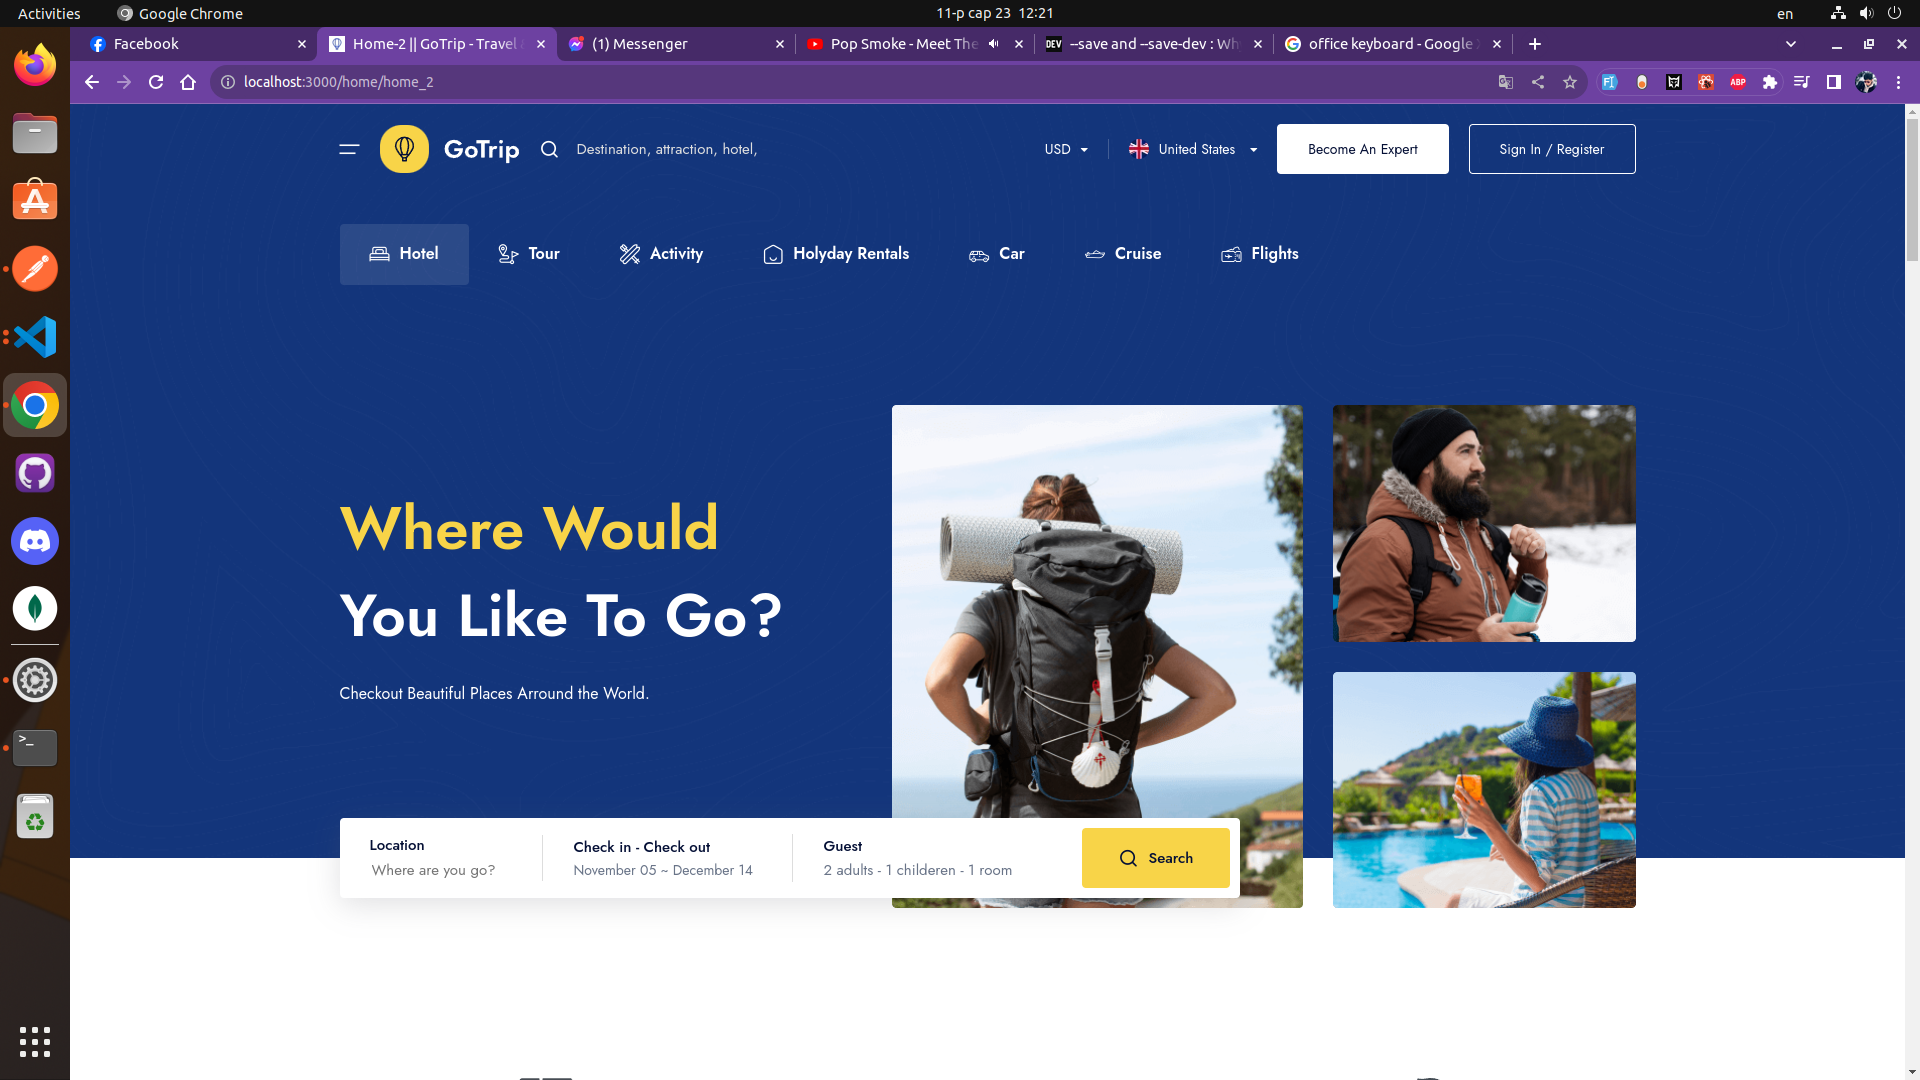 Activities
Google Chrome
11-р сар 23 12:21
en
Facebook
Home-2 || GoTrip - Travel
(1) Messenger
Pop Smoke - Meet The
--save and --save-dev : Wh
office keyboard - Google
localhost:3000/home/home_2
ABP
GoTrip
Destination, attraction, hotel,
USD
United States
Become An Expert
Sign In / Register
Hotel
Tour
Activity
Holyday Rentals
Car
Cruise
Flights
Where Would
You Like To Go?
Checkout Beautiful Places Arround the World.
Location
Where are you go?
Check in - Check out
November 05 ~ December 14
Guest
2 adults - 1 childeren - 1 room
Search